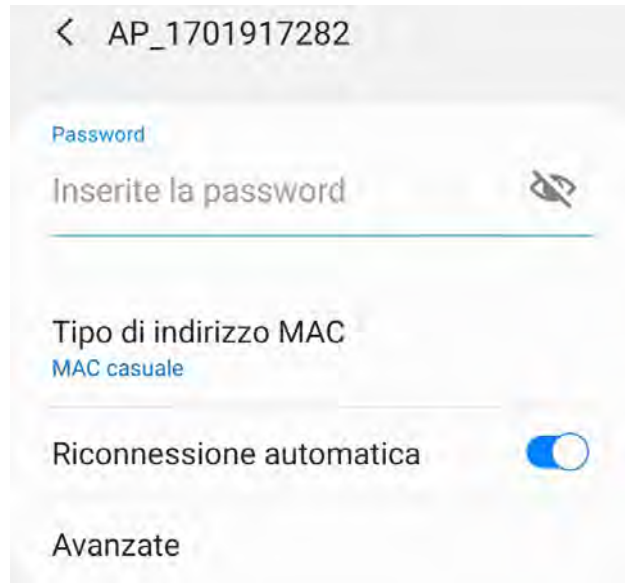 AP_1701917282
Password
Inserite la password
Tipo di indirizzo MAC
MAC casuale
Riconnessione automatica
Avanzate